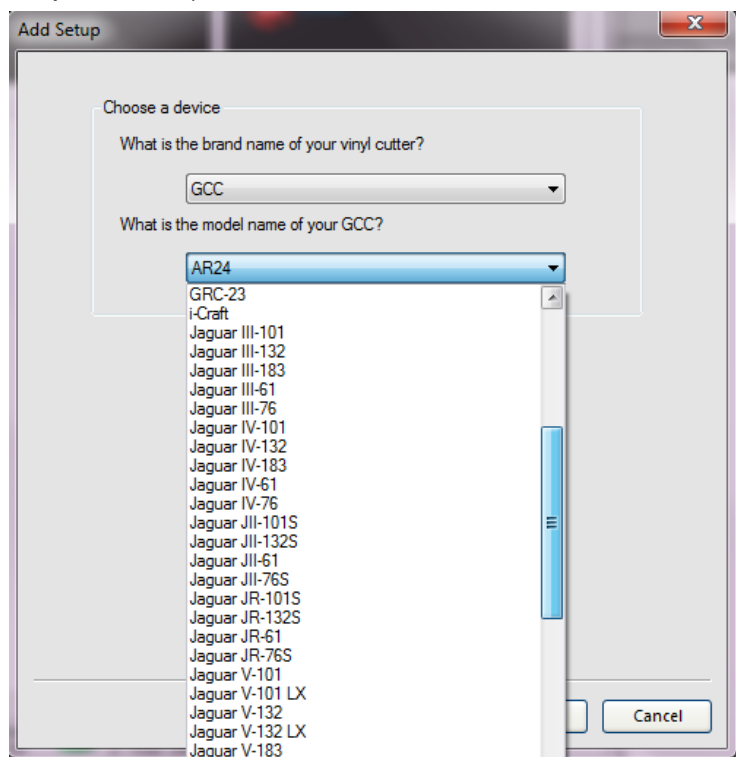 Add Setup
Choose a device
What is the brand name of your vinyl cutter?
GCC
What is the model name of your GCC?
AR24
GRC-23
i-Craft
Jaguar III-101
Jaguar III-132
Jaguar III-183
Jaguar III-61
Jaguar III-76
Jaguar IV-101
Jaguar IV-132
Jaguar IV-183
Jaguar IV-61
Jaguar IV-76
Jaguar JII-101S
Jaguar JII-132S
Jaguar JII-61
Jaguar JII-76S
Jaguar JR-101S
Jaguar JR-132S
Jaguar JR-61
Jaguar JR-76S
Jaguar V-101
Jaguar V-101 LX
Jaguar V-132
Jaguar V-132 LX
Jaguar V-183
Cancel